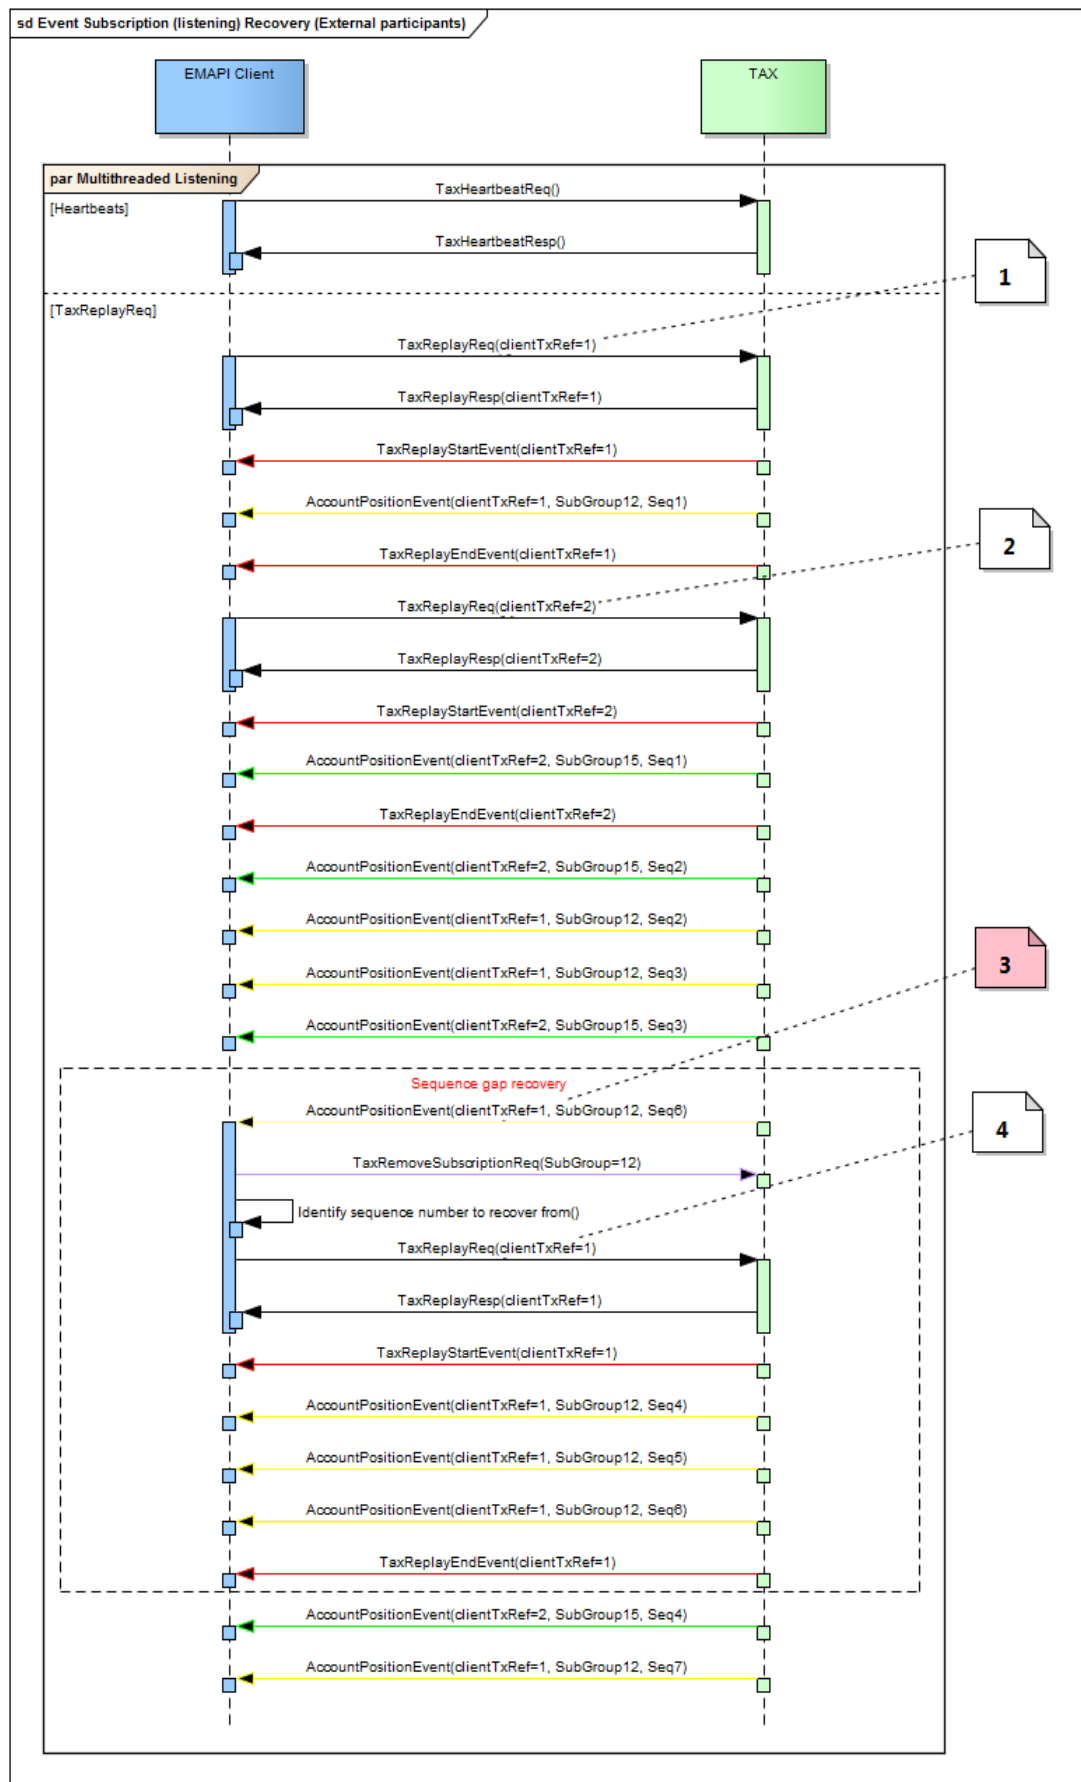 sd Event Subscription (listening) Recovery (External participants)
EMAPI Client
TAX
par Multithreaded Listening
[Heartbeats]
TaxHeartbeatReq()
TaxHeartbeatResp()
1
[TaxReplayReq]
TaxReplayReq(clientTxRef=1)
TaxReplayResp(clientTxRef=1)
TaxReplayStartEvent(clientTxRef=1)
AccountPositionEvent(clientTxRef=1, SubGroup12, Seq1)
2
TaxReplayEndEvent(clientTxRef=1)
TaxReplayReq(clientTxRef=2)
TaxReplayResp(clientTxRef=2)
TaxReplayStartEvent(clientTxRef=2)
AccountPositionEvent(clientTxRef=2, SubGroup15, Seq1)
TaxReplayEndEvent(clientTxRef=2)
AccountPositionEvent(clientTxRef=2, SubGroup15, Seq2)
AccountPositionEvent(clientTxRef=1, SubGroup12, Seq2)
3
AccountPositionEvent(clientTxRef=1, SubGroup12, Seq3)
AccountPositionEvent(clientTxRef=2, SubGroup15, Seq3)
Sequence gap recovery
AccountPositionEvent(clientTxRef=1, SubGroup12, Seq6)
4
TaxRemoveSubscriptionReq(SubGroup=12)
Identify sequence number to recover from()
TaxReplayReq(clientTxRef=1)
TaxReplayResp(clientTxRef=1)
TaxReplayStartEvent(clientTxRef=1)
AccountPositionEvent(clientTxRef=1, SubGroup12, Seq4)
AccountPositionEvent(clientTxRef=1, SubGroup12, Seq5)
AccountPositionEvent(clientTxRef=1, SubGroup12, Seq6)
TaxReplayEndEvent(clientTxRef=1)
AccountPositionEvent(clientTxRef=2, SubGroup15, Seq4)
AccountPositionEvent(clientTxRef=1, SubGroup12, Seq7)